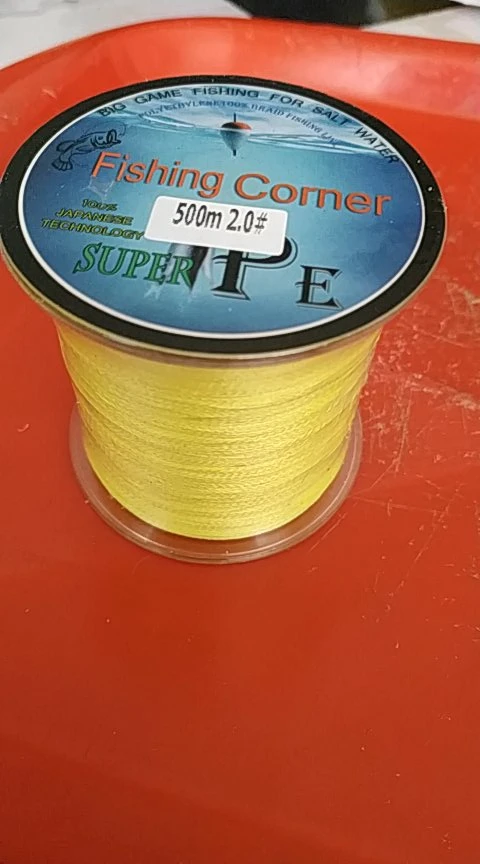 BIG GAME FISHING FOR SALT WATER
POLYETHYLENE 100% BRAID FISHING LINE
Fishing Corner
500m 2.0#
100%
JAPANESE
TECHNOLOGY
SUPER PE